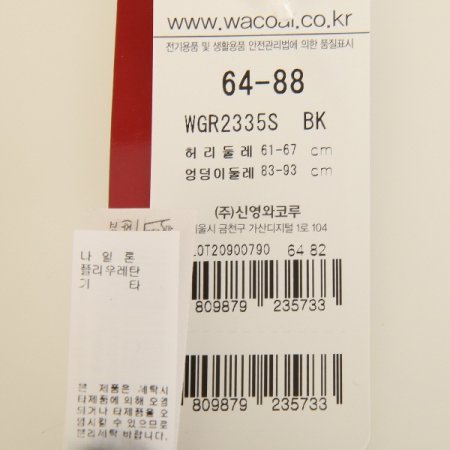 www.wacoal.co.kr
전기용품 및 생활용품 안전관리법에 의한 품질표시
64-88
WGR2335S BK
허리둘레 61-67 cm
엉덩이둘레 83-93 cm
(주)신영와코루
서울시 금천구 가산디지털 1로 104
LOT20900790 64 82
809879 235733
809879 235733
나 일 론
폴리우레탄
기 타
본 제품은 세탁시
타제품에 의해 오염
되거나 타제품을 오
염시킬 수 있으므로
분리세탁 바랍니다.